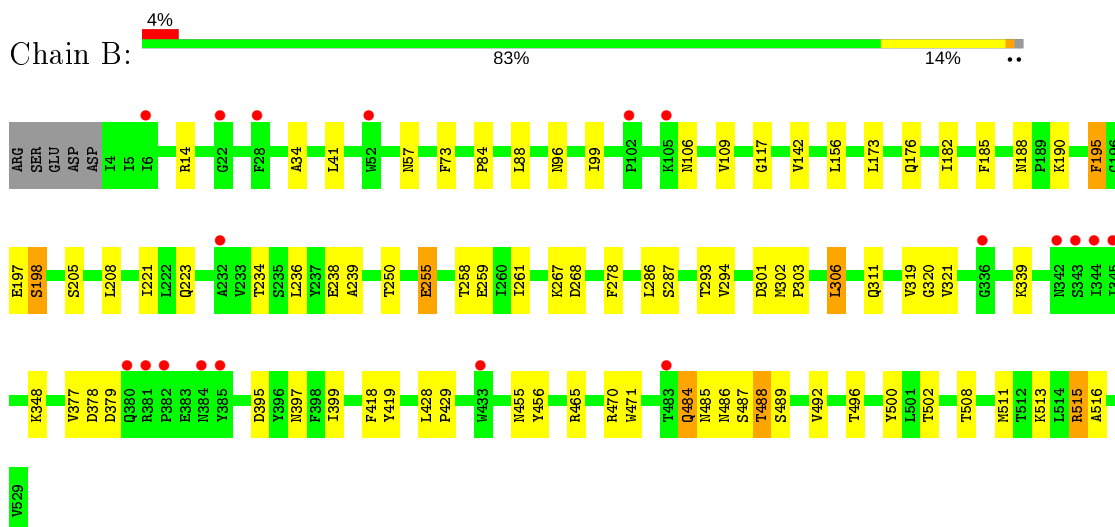 4%
Chain B:
83% 14% ••
ARG SER GLU ASP ASP I4 I5 I6 R14 G22 F28 A34 L41 W52 N57 F73 P84 L88 N96 I99 P102 K105 N106 V109 G117 V142 L156 L173 Q176 I182 F185 N188 P189 K190 F195 G196
E197 S198 S205 L208 I221 L222 Q223 A232 V233 T234 S235 L236 Y237 E238 A239 T250 E255 T258 E259 I260 I261 K267 D268 F278 L286 S287 T293 V294 D301 M302 P303 L306 Q311 V319 G320 V321 G336 K339 N342 S343 I344 I345
K348 V377 D378 D379 Q380 R381 P382 E383 N384 Y385 D395 Y396 N397 F398 I399 F418 Y419 L428 P429 W433 N455 Y456 R465 R470 W471 T483 Q484 N485 N486 S487 T488 S489 V492 T496 Y500 L501 T502 T508 M511 T512 K513 L514 R515 A516
V529